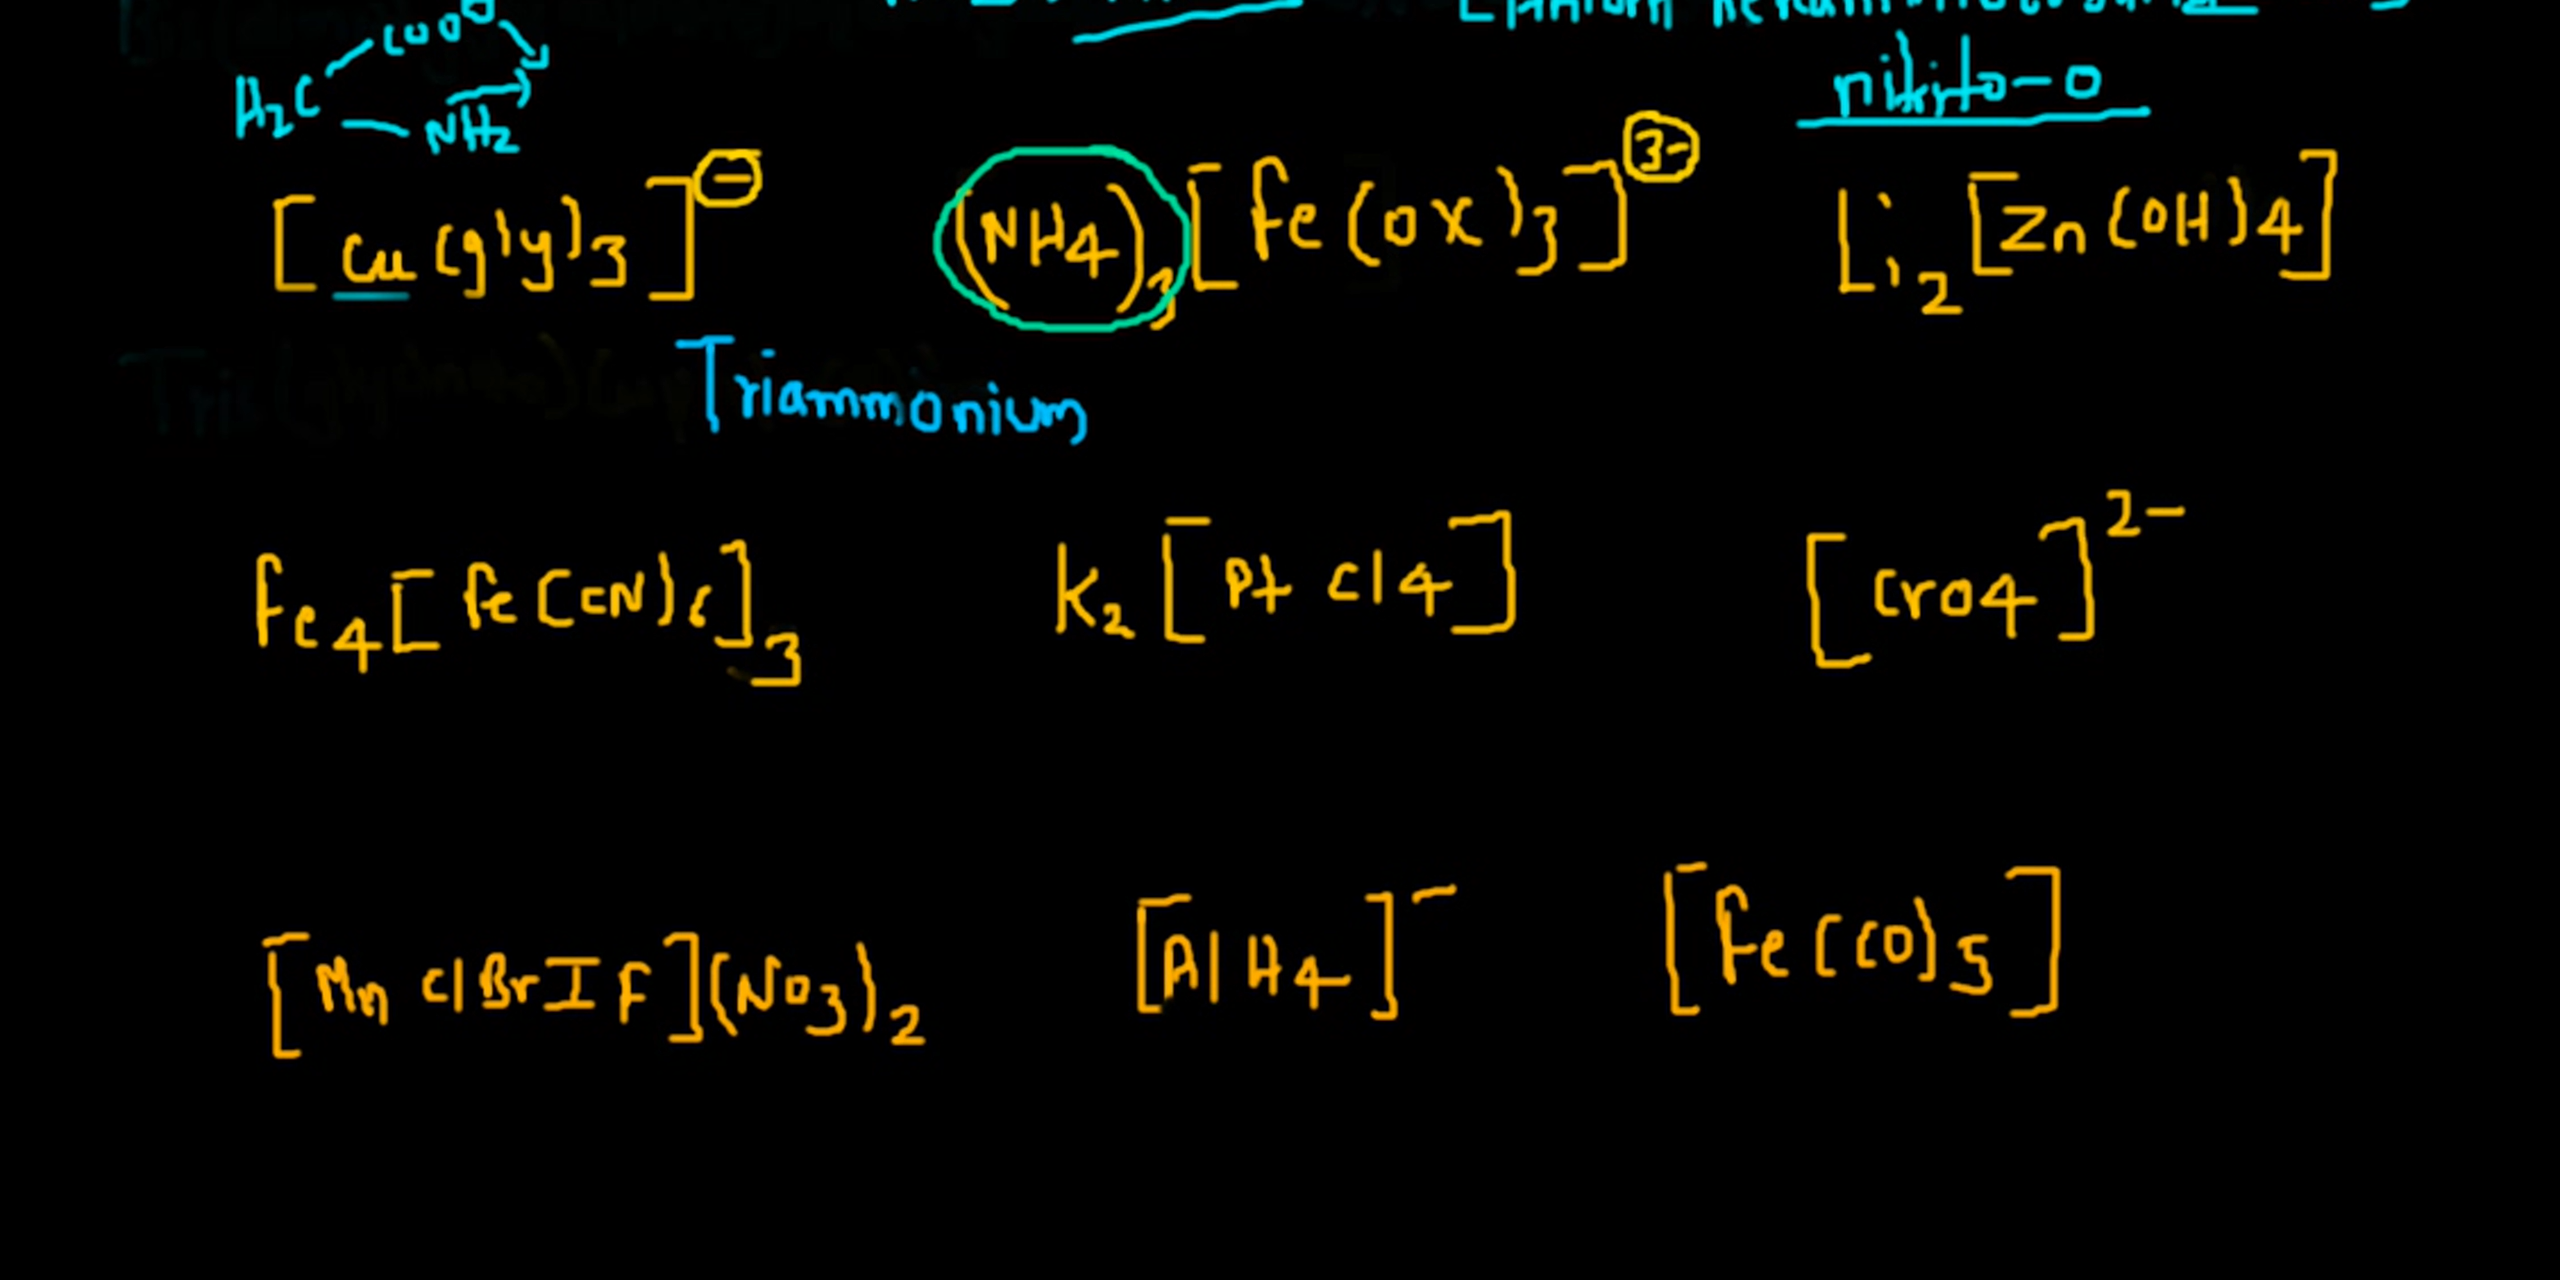 COO⊖
H2C
NH2
nitrito-O
[Cu(gly)3]⊖ (NH4)3[Fe(ox)3]3- Li2[Zn(OH)4]
Triammonium
Fe4[Fe(CN)6]3 K2[PtCl4] [CrO4]2-
[MnClBrIF](NO3)2 [AlH4]- [Fe(CO)5]